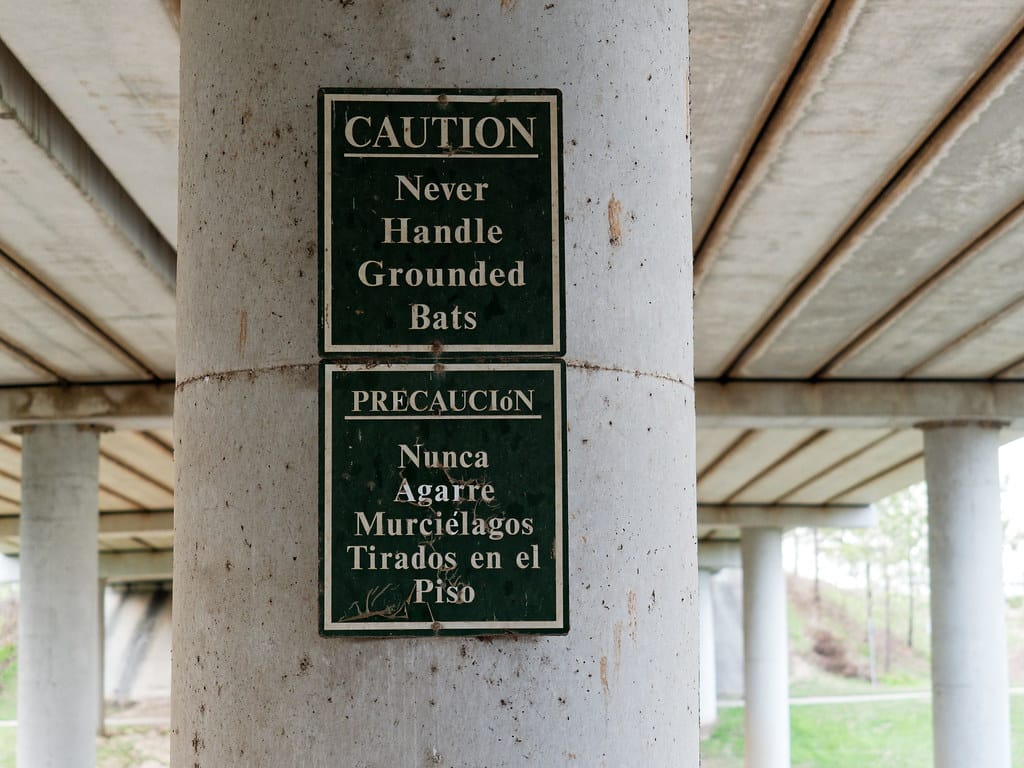 CAUTION
Never
Handle
Grounded
Bats
PRECAUCIóN
Nunca
Agarre
Murciélagos
Tirados en el
Piso